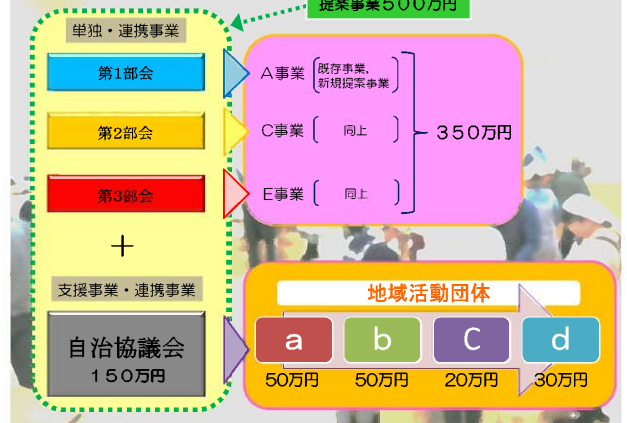 提案事業500万円
単独・連携事業
第1部会
A事業
既存事業、
新規提案事業
第2部会
C事業
同上
350万円
第3部会
E事業
同上
＋
支援事業・連携事業
地域活動団体
自治協議会
150万円
a
b
C
d
50万円
50万円
20万円
30万円